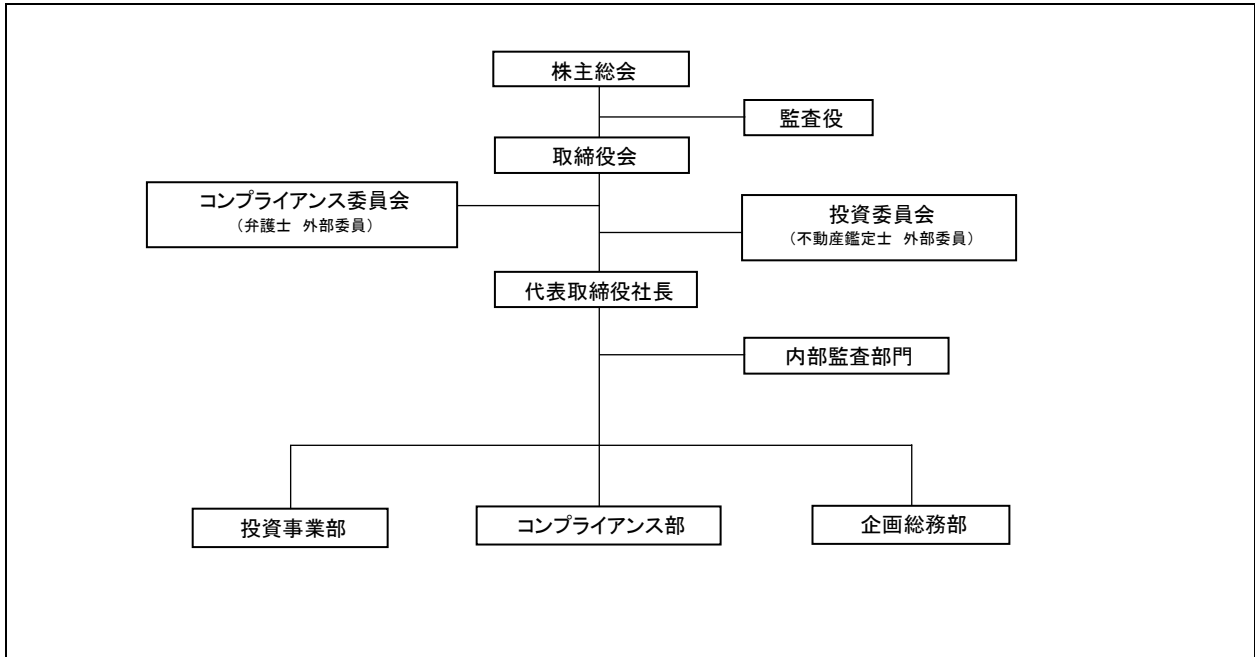 株主総会
監査役
取締役会
コンプライアンス委員会
（弁護士 外部委員）
投資委員会
（不動産鑑定士 外部委員）
代表取締役社長
内部監査部門
投資事業部
コンプライアンス部
企画総務部